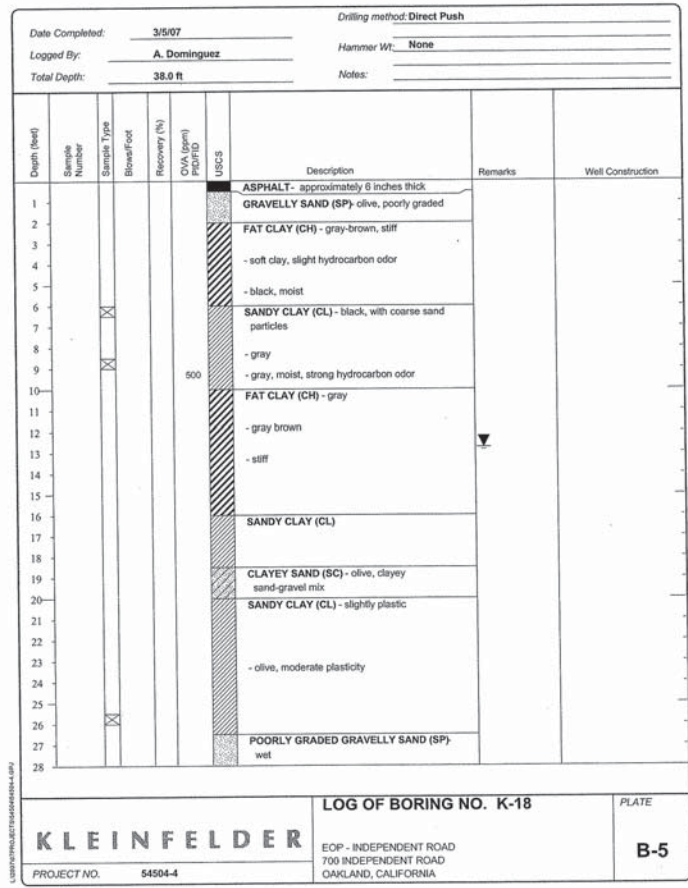 Drilling method: Direct Push
Date Completed: 3/5/07
Hammer Wt: None
Logged By: A. Dominguez
Total Depth: 38.0 ft
Notes:
Depth (feet)
Sample Number
Sample Type
Blows/Foot
Recovery (%)
OVA (ppm) PID/FID
USCS
Description
Remarks
Well Construction
ASPHALT- approximately 6 inches thick
1
GRAVELLY SAND (SP)- olive, poorly graded
2
FAT CLAY (CH) - gray-brown, stiff
3
4
- soft clay, slight hydrocarbon odor
5
- black, moist
6
SANDY CLAY (CL) - black, with coarse sand
7
particles
8
- gray
9
500
- gray, moist, strong hydrocarbon odor
10
FAT CLAY (CH) - gray
11
12
- gray brown
13
- stiff
14
15
16
SANDY CLAY (CL)
17
18
19
CLAYEY SAND (SC) - olive, clayey
sand-gravel mix
20
SANDY CLAY (CL) - slightly plastic
21
22
23
- olive, moderate plasticity
24
25
26
27
POORLY GRADED GRAVELLY SAND (SP)-
wet
28
KLEINFELDER
PROJECT NO. 54504-4
LOG OF BORING NO. K-18
EOP - INDEPENDENT ROAD
700 INDEPENDENT ROAD
OAKLAND, CALIFORNIA
PLATE
B-5